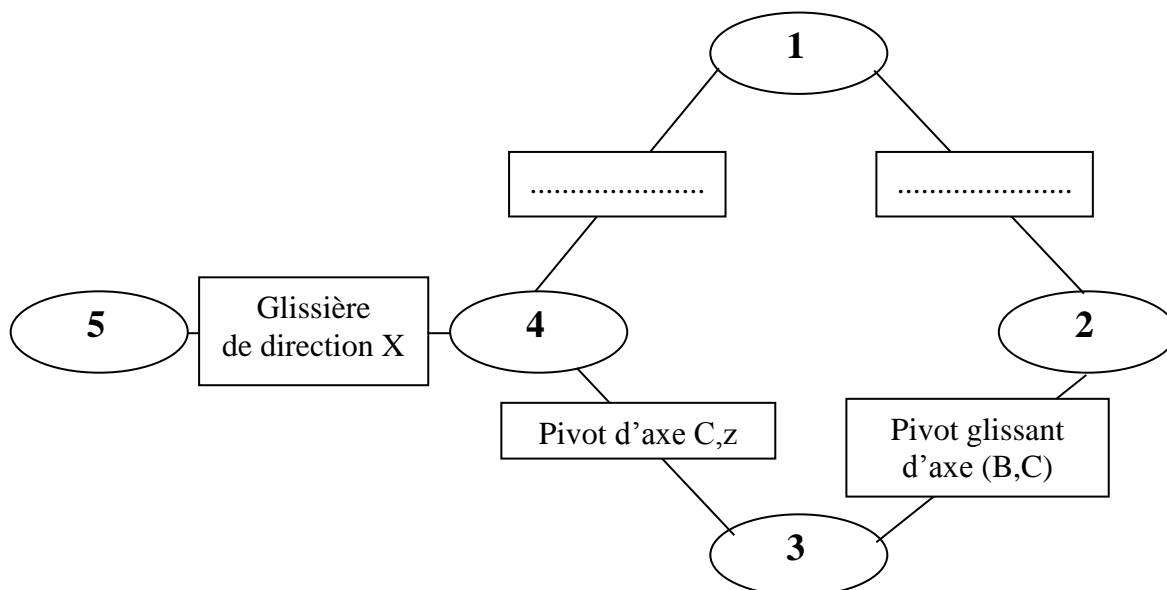 1
...................... ......................
5
Glissière
de direction X
4
2
Pivot d'axe C,z
Pivot glissant
d'axe (B,C)
3